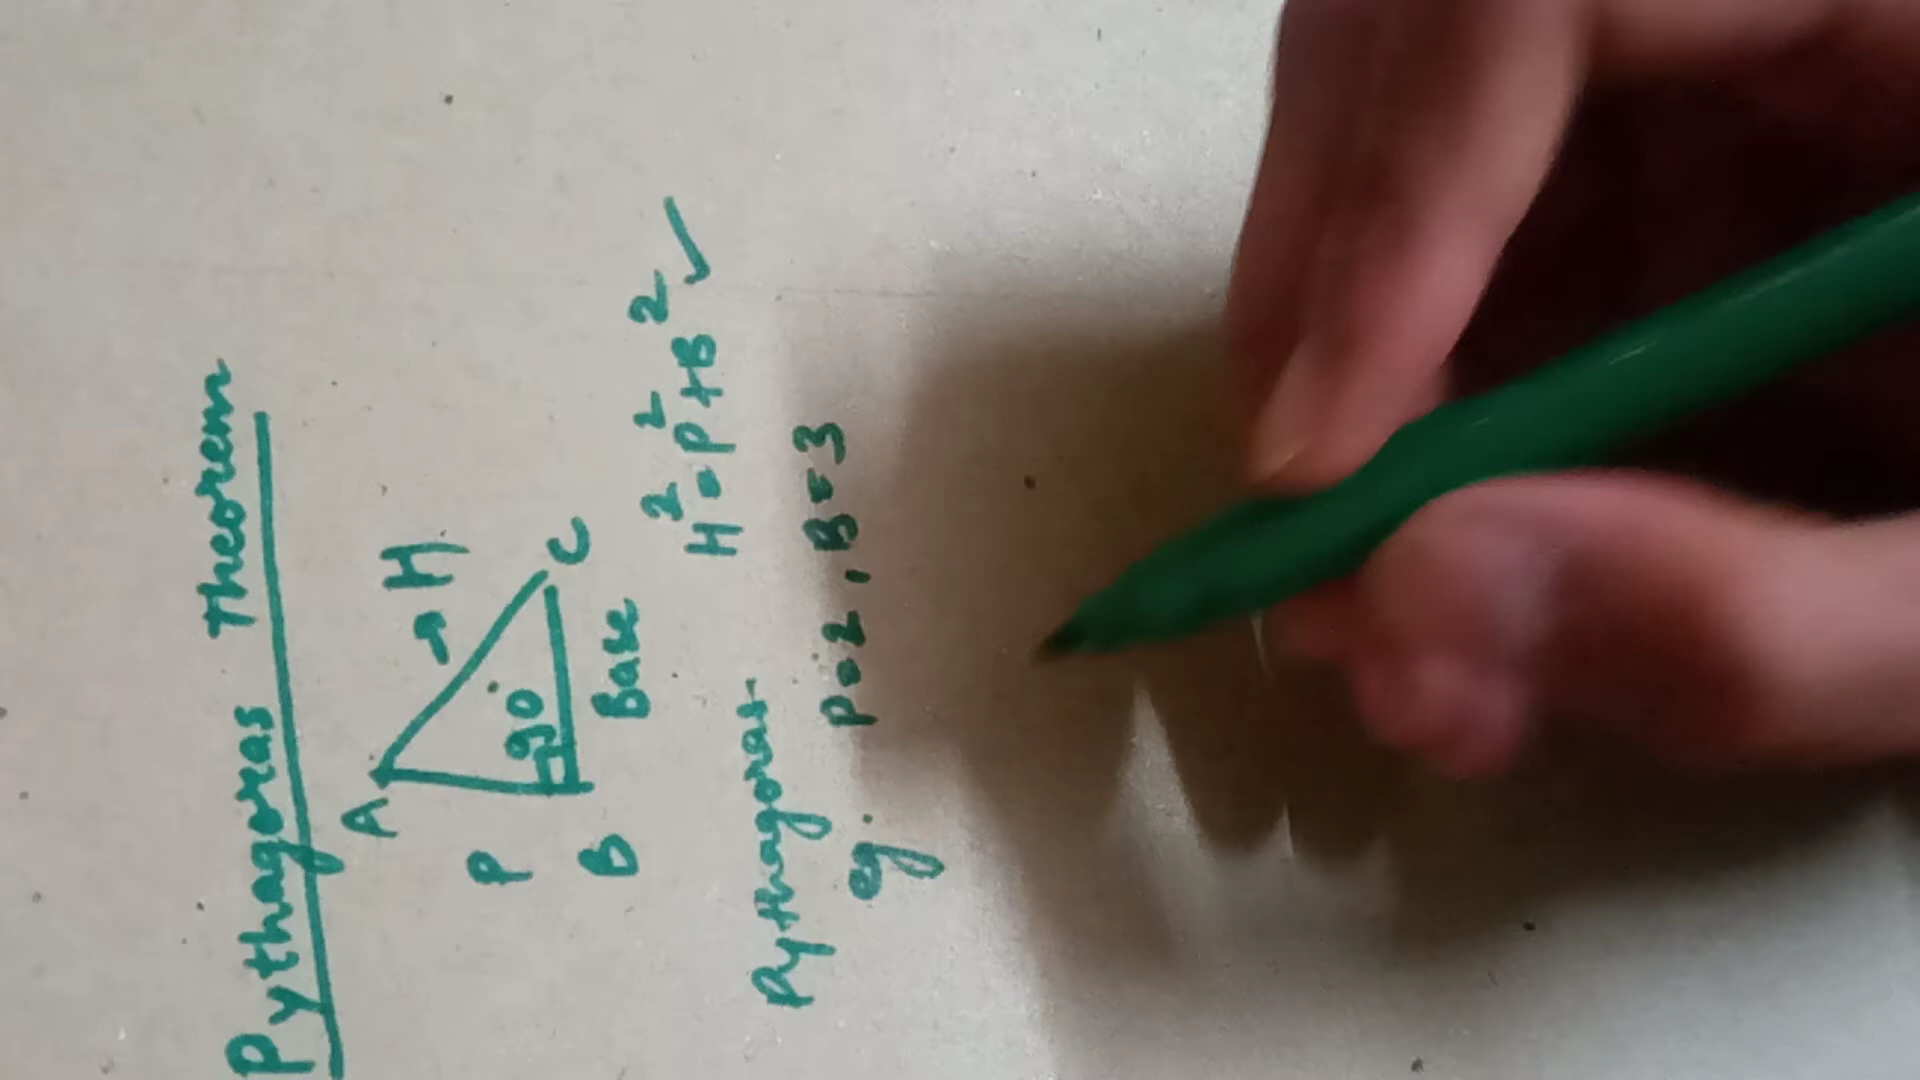 Pythagoras Theorem
A
H
P
90
C
B
Base
H² = P² + B² ✓
Pythagoras
eg. P = 2, B = 3